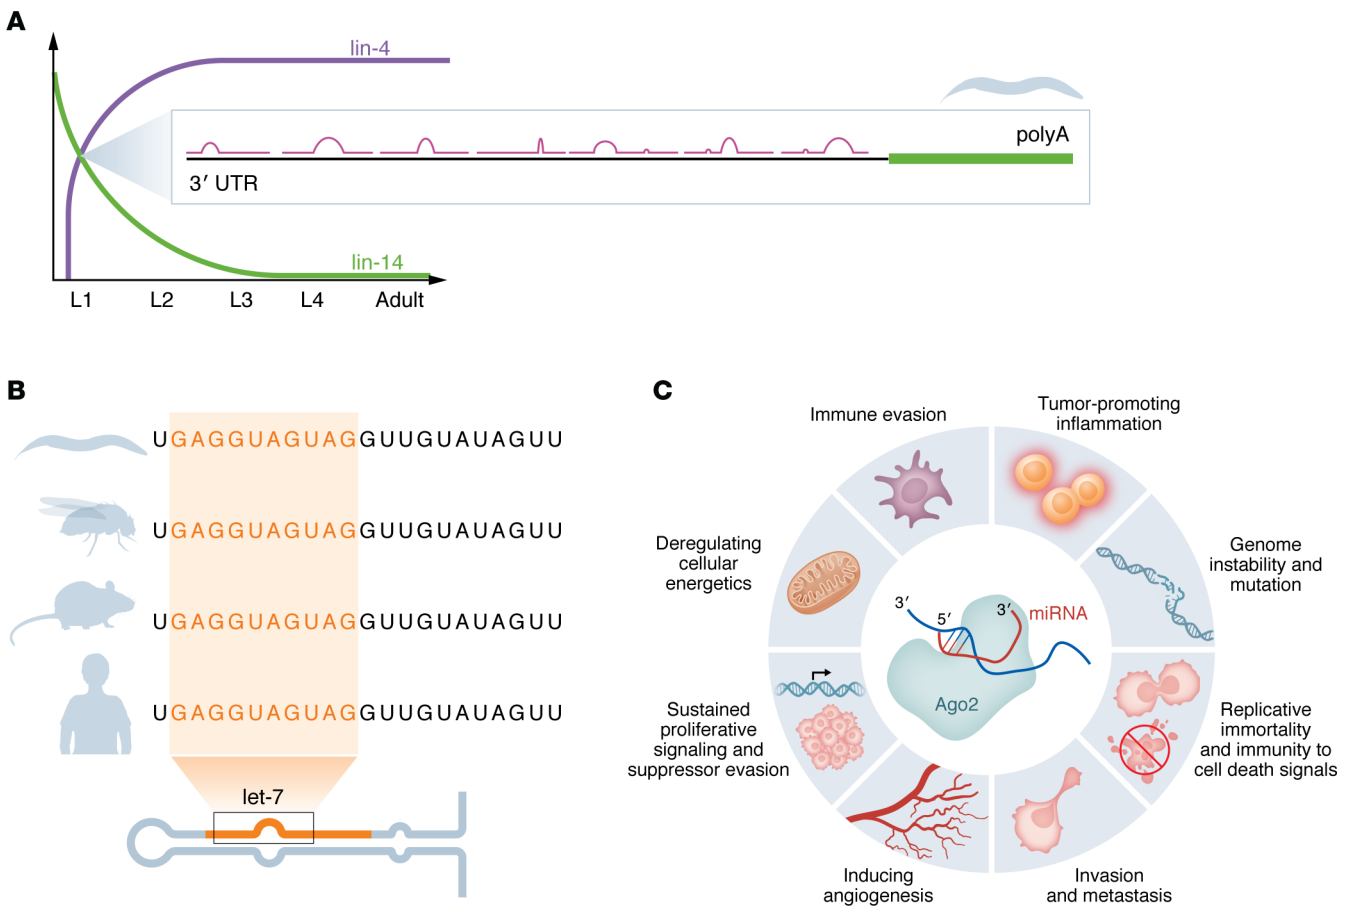 A
lin-4
polyA
3′ UTR
lin-14
L1 L2 L3 L4 Adult
B
UGAGGUAGUAGGUUGUAUAGUU
UGAGGUAGUAGGUUGUAUAGUU
UGAGGUAGUAGGUUGUAUAGUU
UGAGGUAGUAGGUUGUAUAGUU
let-7
C
Immune evasion
Tumor-promoting
inflammation
Deregulating
cellular
energetics
Genome
instability and
mutation
3′
5′
3′
miRNA
Ago2
Sustained
proliferative
signaling and
suppressor evasion
Replicative
immortality
and immunity to
cell death signals
Inducing
angiogenesis
Invasion
and metastasis